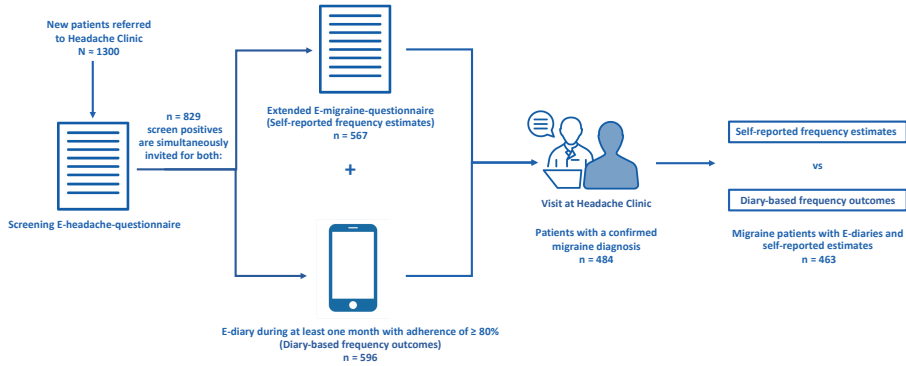 New patients referred
to Headache Clinic
N = 1300
Screening E-headache-questionnaire
n = 829
screen positives
are simultaneously
invited for both:
Extended E-migraine-questionnaire
(Self-reported frequency estimates)
n = 567
+
E-diary during at least one month with adherence of ≥ 80%
(Diary-based frequency outcomes)
n = 596
Visit at Headache Clinic
Patients with a confirmed
migraine diagnosis
n = 484
Self-reported frequency estimates
vs
Diary-based frequency outcomes
Migraine patients with E-diaries and
self-reported estimates
n = 463